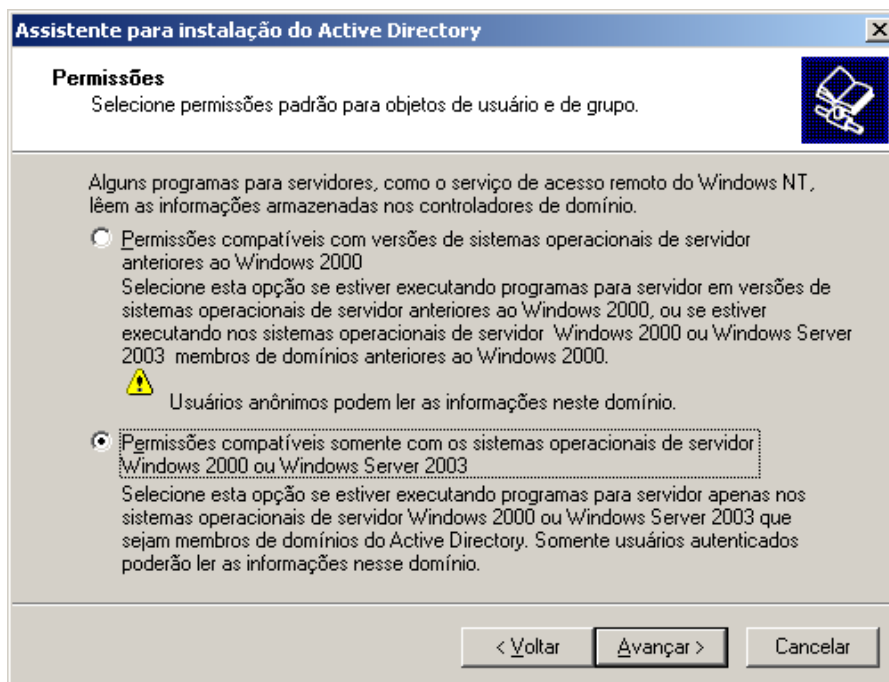 Assistente para instalação do Active Directory
Permissões
Selecione permissões padrão para objetos de usuário e de grupo.
Alguns programas para servidores, como o serviço de acesso remoto do Windows NT,
lêem as informações armazenadas nos controladores de domínio.
Permissões compatíveis com versões de sistemas operacionais de servidor
anteriores ao Windows 2000
Selecione esta opção se estiver executando programas para servidor em versões de
sistemas operacionais de servidor anteriores ao Windows 2000, ou se estiver
executando nos sistemas operacionais de servidor Windows 2000 ou Windows Server
2003 membros de domínios anteriores ao Windows 2000.
Usuários anônimos podem ler as informações neste domínio.
Permissões compatíveis somente com os sistemas operacionais de servidor
Windows 2000 ou Windows Server 2003
Selecione esta opção se estiver executando programas para servidor apenas nos
sistemas operacionais de servidor Windows 2000 ou Windows Server 2003 que
sejam membros de domínios do Active Directory. Somente usuários autenticados
poderão ler as informações nesse domínio.
< Voltar
Avançar >
Cancelar